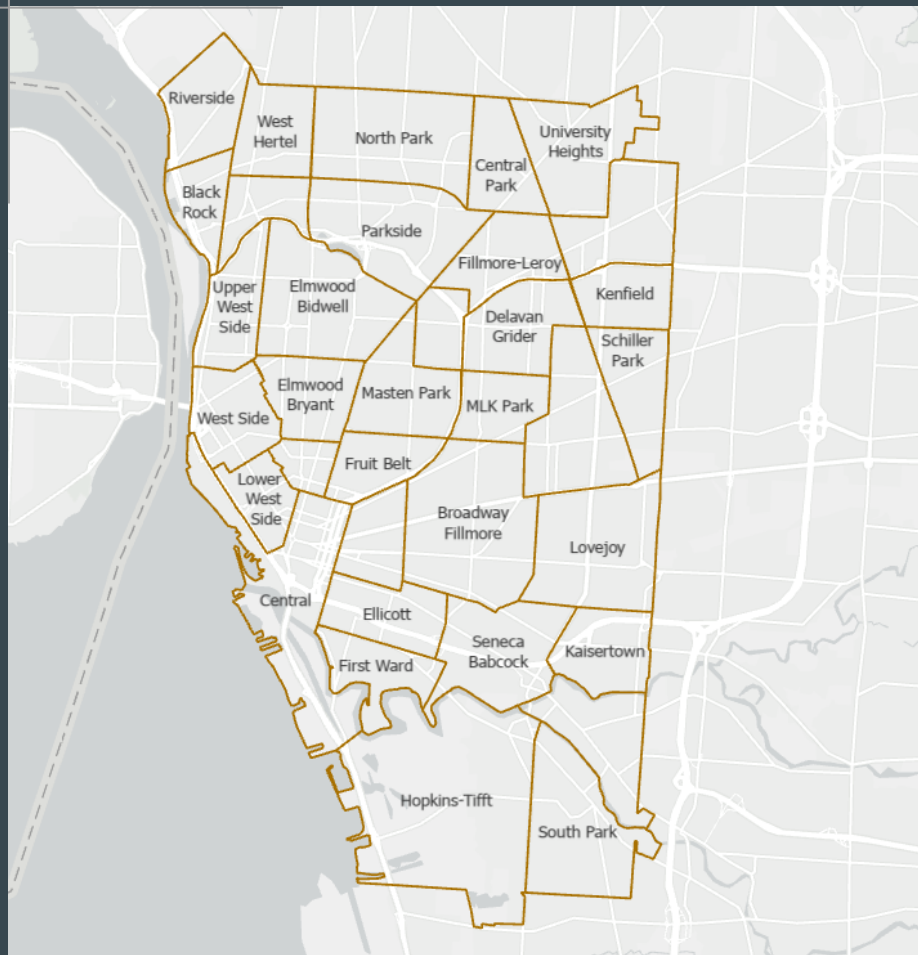 Riverside
West
Hertel
North Park
University
Heights
Central
Park
Black
Rock
Parkside
Fillmore-Leroy
Upper
West
Side
Elmwood
Bidwell
Kenfield
Delavan
Grider
Schiller
Park
Elmwood
Bryant
Masten Park
MLK Park
West Side
Fruit Belt
Lower
West
Side
Broadway
Fillmore
Lovejoy
Central
Ellicott
Seneca
Babcock
Kaisertown
First Ward
Hopkins-Tifft
South Park